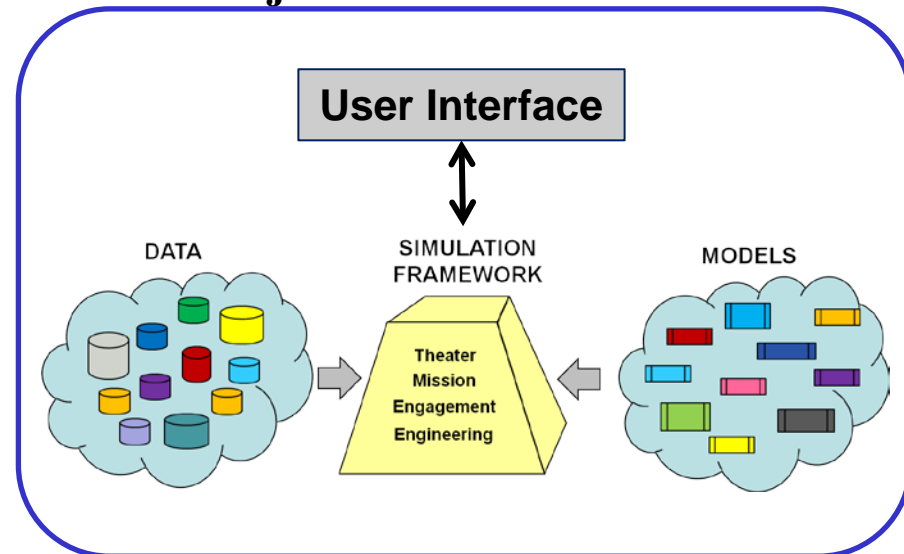 User Interface
DATA
SIMULATION
FRAMEWORK
MODELS
Theater
Mission
Engagement
Engineering